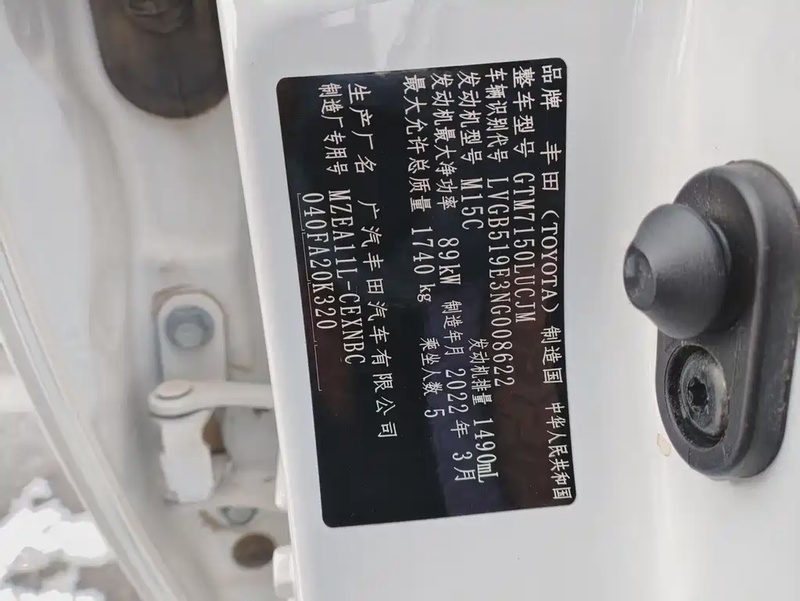 品牌 丰田（TOYOTA） 制造国 中华人民共和国
整车型号 GTM7150LUCJM
车辆识别代号 LVGB519E3NG008622
发动机型号 M15C 发动机排量 1490mL
发动机最大净功率 89kW 制造年月 2022年 3月
最大允许总质量 1740 kg 乘坐人数 5
生产厂名 广汽丰田汽车有限公司
制造厂专用号 MZEA11L-CEXNBC
040FA20K320